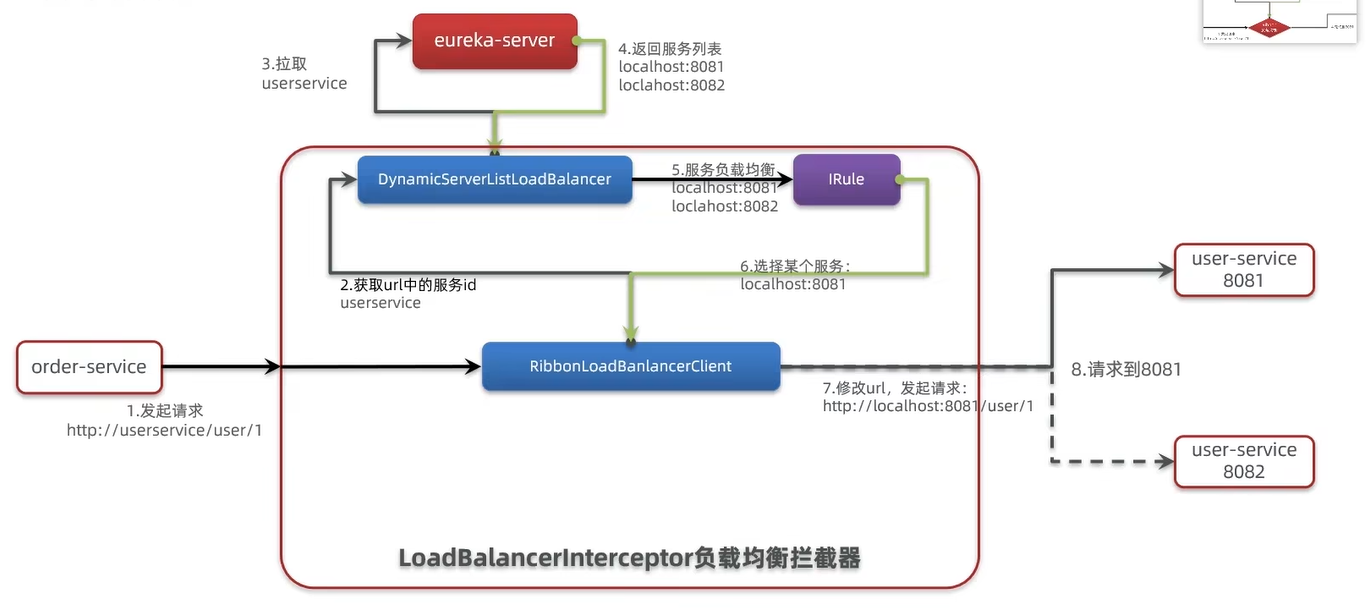 eureka-server
3.拉取
userservice
4.返回服务列表
localhost:8081
loclahost:8082
DynamicServerListLoadBalancer
5.服务负载均衡
localhost:8081
loclahost:8082
IRule
2.获取url中的服务id
userservice
6.选择某个服务：
localhost:8081
user-service
8081
order-service
RibbonLoadBanlancerClient
8.请求到8081
1.发起请求
http://userservice/user/1
7.修改url，发起请求：
http://localhost:8081/user/1
user-service
8082
LoadBalancerInterceptor负载均衡拦截器